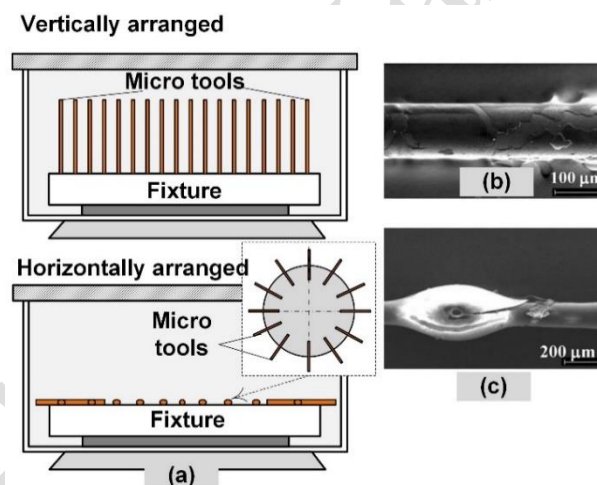 Vertically arranged
Micro tools
Fixture
(b)
100 μm
Horizontally arranged
Micro
tools
Fixture
(a)
200 μm
(c)